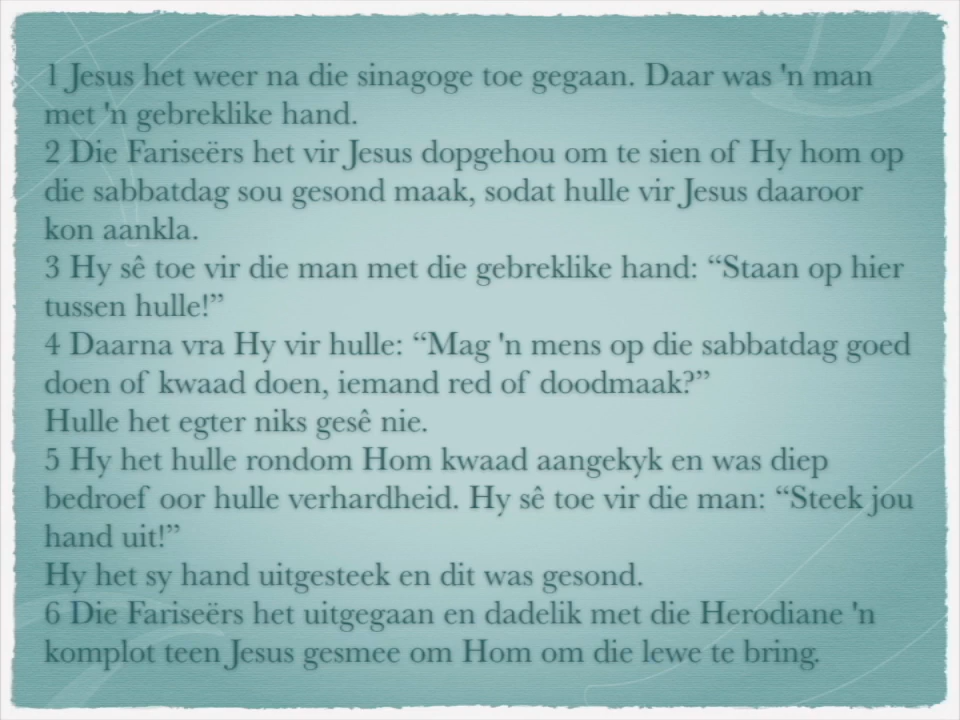 1 Jesus het weer na die sinagoge toe gegaan. Daar was 'n man
met 'n gebreklike hand.
2 Die Fariseërs het vir Jesus dopgehou om te sien of Hy hom op
die sabbatdag sou gesond maak, sodat hulle vir Jesus daaroor
kon aankla.
3 Hy sê toe vir die man met die gebreklike hand: “Staan op hier
tussen hulle!”
4 Daarna vra Hy vir hulle: “Mag 'n mens op die sabbatdag goed
doen of kwaad doen, iemand red of doodmaak?”
Hulle het egter niks gesê nie.
5 Hy het hulle rondom Hom kwaad aangekyk en was diep
bedroef oor hulle verhardheid. Hy sê toe vir die man: “Steek jou
hand uit!”
Hy het sy hand uitgesteek en dit was gesond.
6 Die Fariseërs het uitgegaan en dadelik met die Herodiane 'n
komplot teen Jesus gesmee om Hom om die lewe te bring.